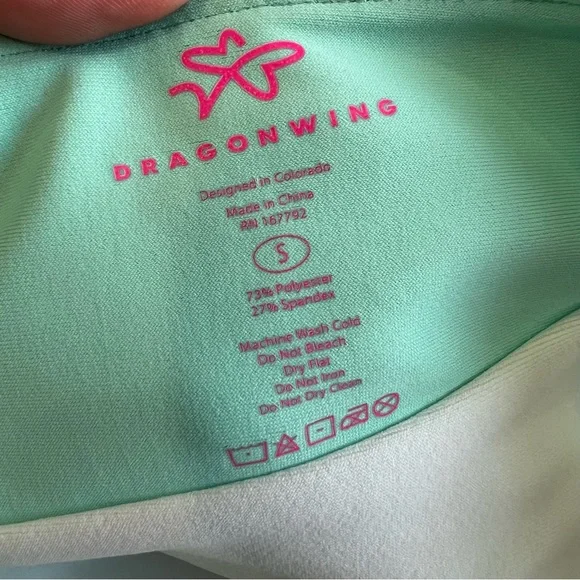 DRAGONWING
Designed in Colorado
Made in China
RN 167792
S
73% Polyester
27% Spandex
Machine Wash Cold
Do Not Bleach
Dry Flat
Do Not Iron
Do Not Dry Clean